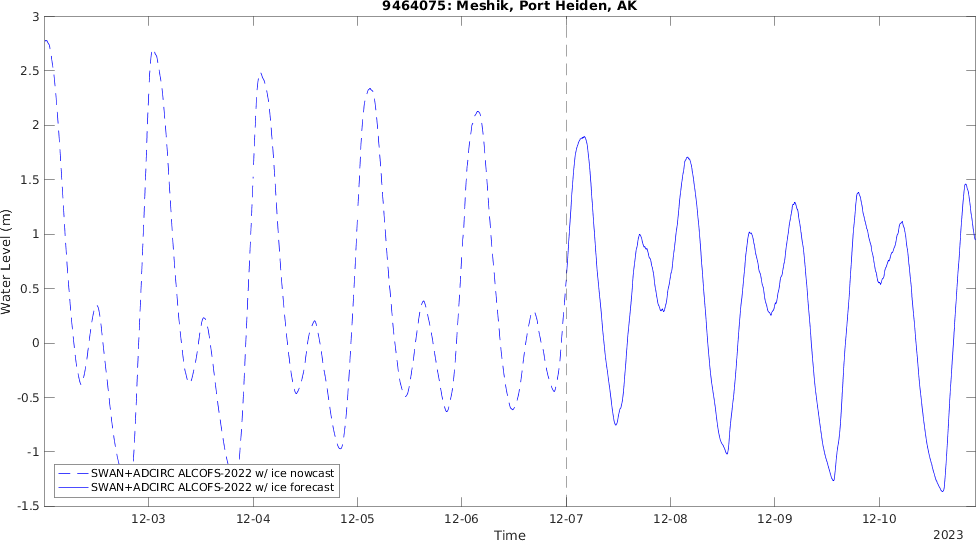 9464075: Meshik, Port Heiden, AK
Water Level (m)
3
2.5
2
1.5
1
0.5
0
-0.5
-1
-1.5
SWAN+ADCIRC ALCOFS-2022 w/ ice nowcast
SWAN+ADCIRC ALCOFS-2022 w/ ice forecast
12-03 12-04 12-05 12-06 12-07 12-08 12-09 12-10
Time
2023